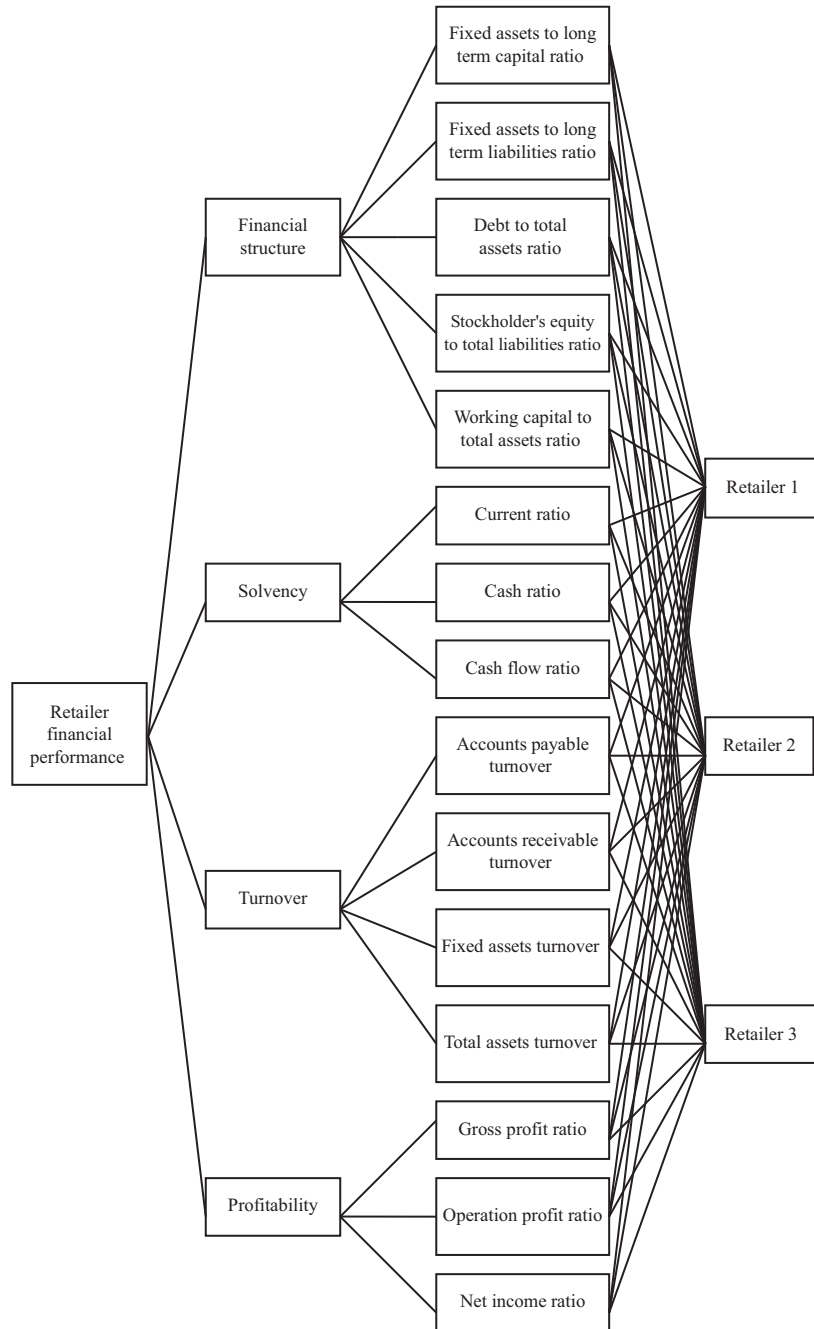 Retailer
financial
performance
Financial
structure
Solvency
Turnover
Profitability
Fixed assets to long
term capital ratio
Fixed assets to long
term liabilities ratio
Debt to total
assets ratio
Stockholder's equity
to total liabilities ratio
Working capital to
total assets ratio
Current ratio
Cash ratio
Cash flow ratio
Accounts payable
turnover
Accounts receivable
turnover
Fixed assets turnover
Total assets turnover
Gross profit ratio
Operation profit ratio
Net income ratio
Retailer 1
Retailer 2
Retailer 3